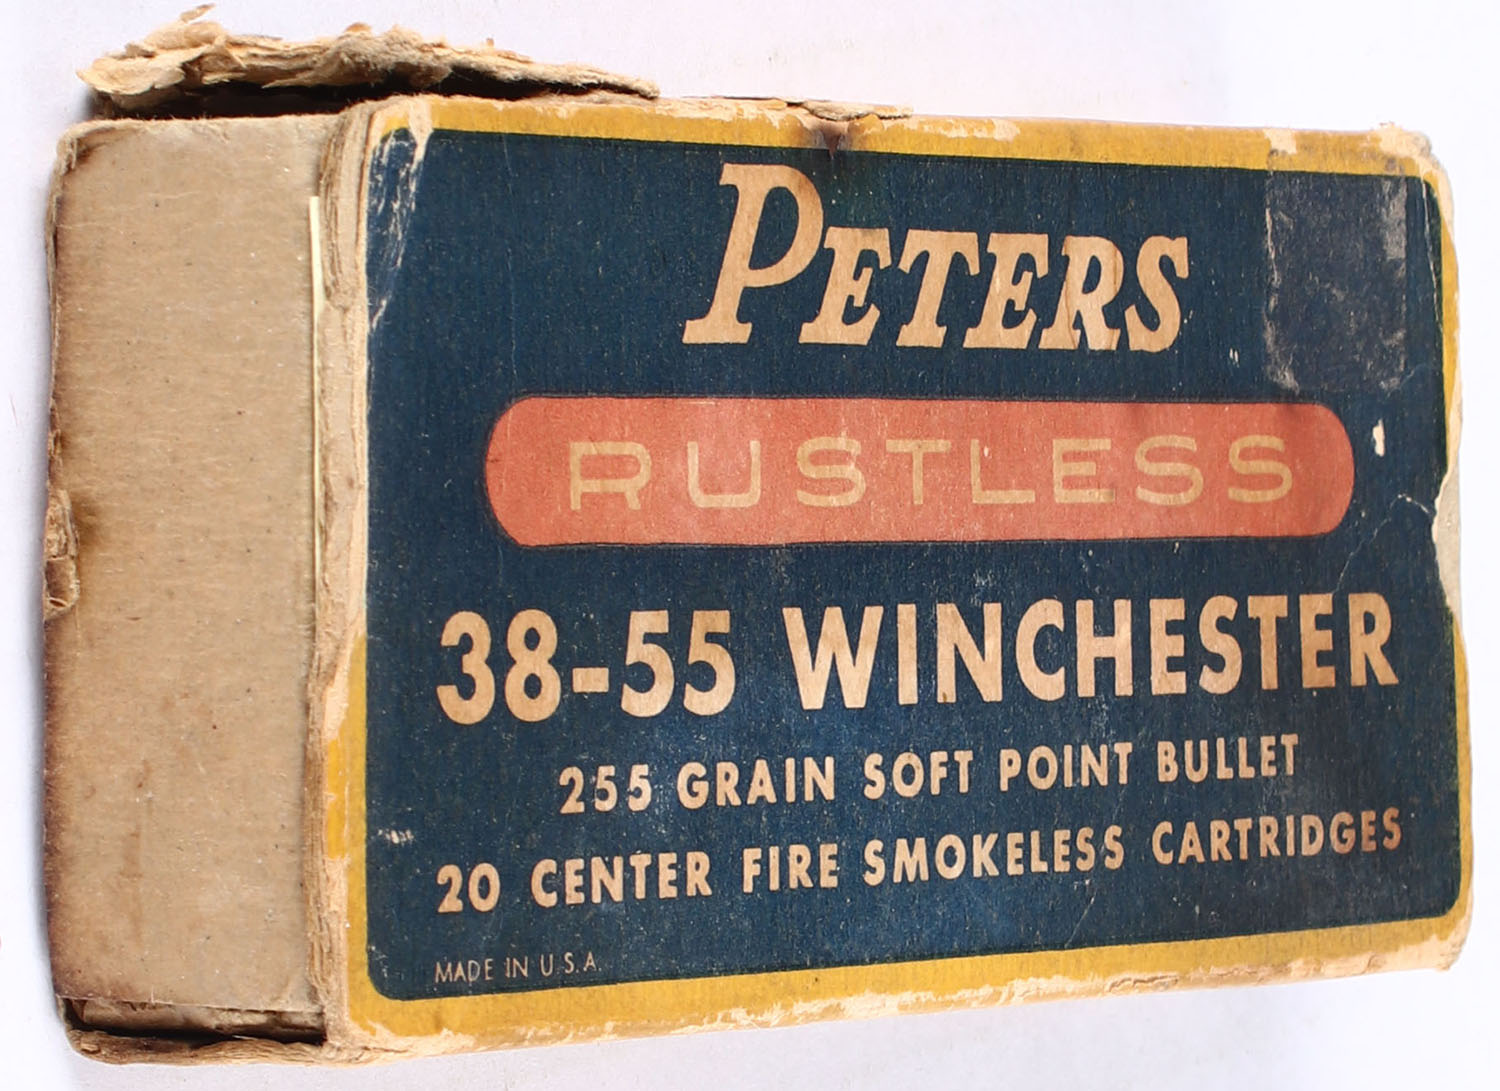 PETERS
RUSTLESS
38-55 WINCHESTER
255 GRAIN SOFT POINT BULLET
20 CENTER FIRE SMOKELESS CARTRIDGES
MADE IN U.S.A.